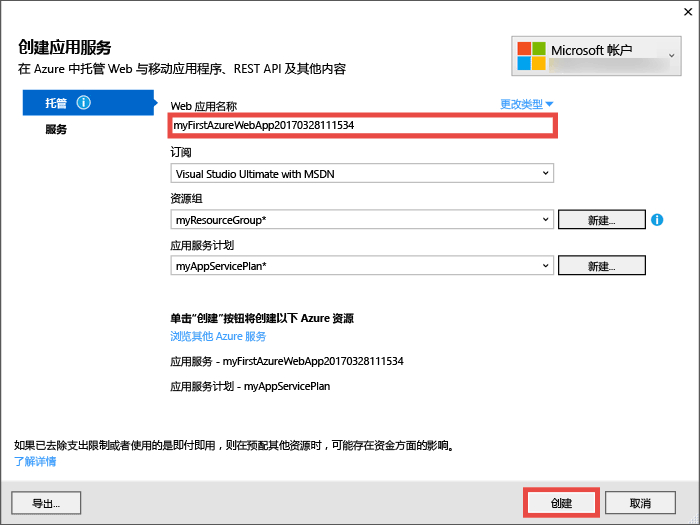 创建应用服务
在 Azure 中托管 Web 与移动应用程序、REST API 及其他内容
Microsoft 帐户
托管
服务
Web 应用名称
更改类型
myFirstAzureWebApp20170328111534
订阅
Visual Studio Ultimate with MSDN
资源组
myResourceGroup*
新建...
应用服务计划
myAppServicePlan*
新建...
单击“创建”按钮将创建以下 Azure 资源
浏览其他 Azure 服务
应用服务 - myFirstAzureWebApp20170328111534
应用服务计划 - myAppServicePlan
如果已去除支出限制或者使用的是即付即用，则在预配其他资源时，可能存在资金方面的影响。
了解详情
导出...
创建
取消